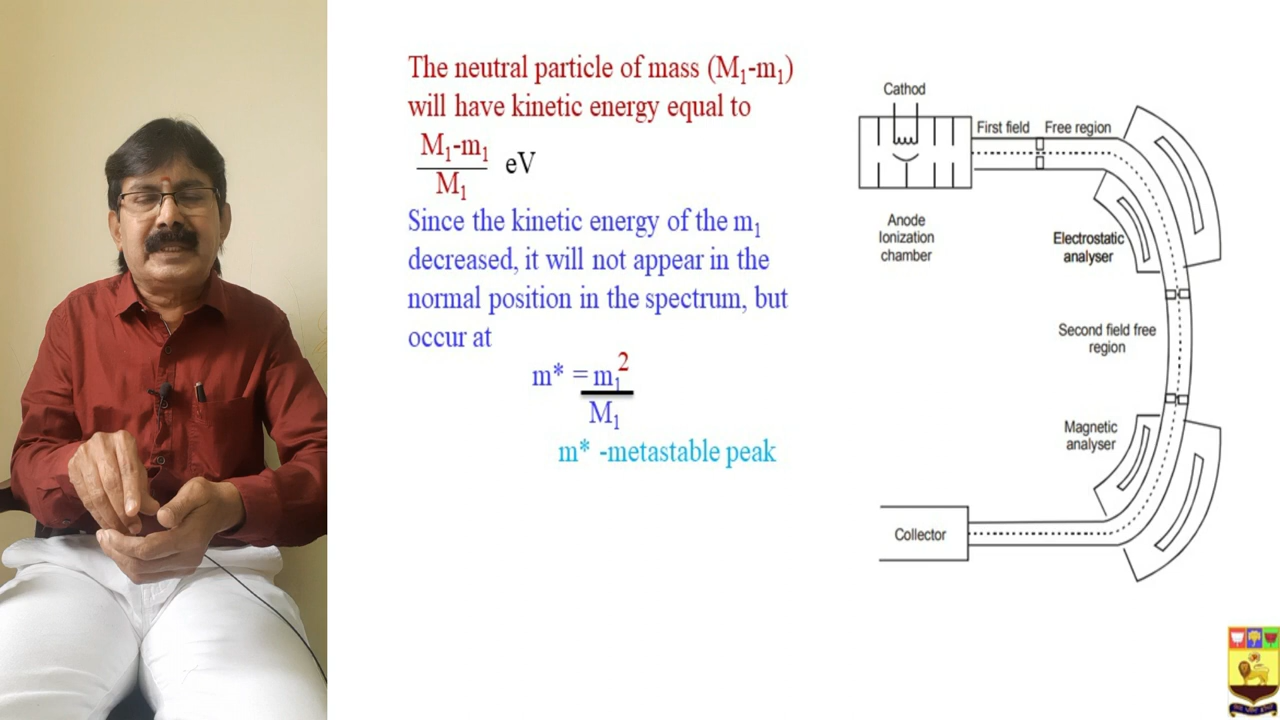 The neutral particle of mass (M₁-m₁)
will have kinetic energy equal to
M₁-m₁
eV
M₁
Since the kinetic energy of the m₁
decreased, it will not appear in the
normal position in the spectrum, but
occur at
m* = m₁²
M₁
m* -metastable peak
Cathod
First field Free region
Anode
Ionization
chamber
Electrostatic
analyser
Second field free
region
Magnetic
analyser
Collector